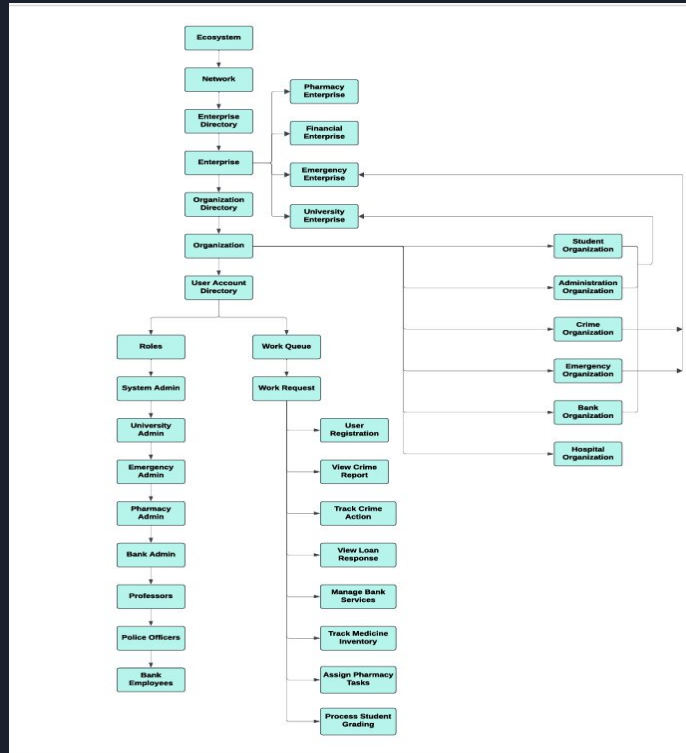 Ecosystem
Network
Enterprise
Directory
Enterprise
Organization
Directory
Organization
User Account
Directory
Pharmacy
Enterprise
Financial
Enterprise
Emergency
Enterprise
University
Enterprise
Student
Organization
Administration
Organization
Crime
Organization
Emergency
Organization
Bank
Organization
Hospital
Organization
Roles
System Admin
University
Admin
Emergency
Admin
Pharmacy
Admin
Bank Admin
Professors
Police Officers
Bank
Employees
Work Queue
Work Request
User
Registration
View Crime
Report
Track Crime
Action
View Loan
Response
Manage Bank
Services
Track Medicine
Inventory
Assign Pharmacy
Tasks
Process Student
Grading